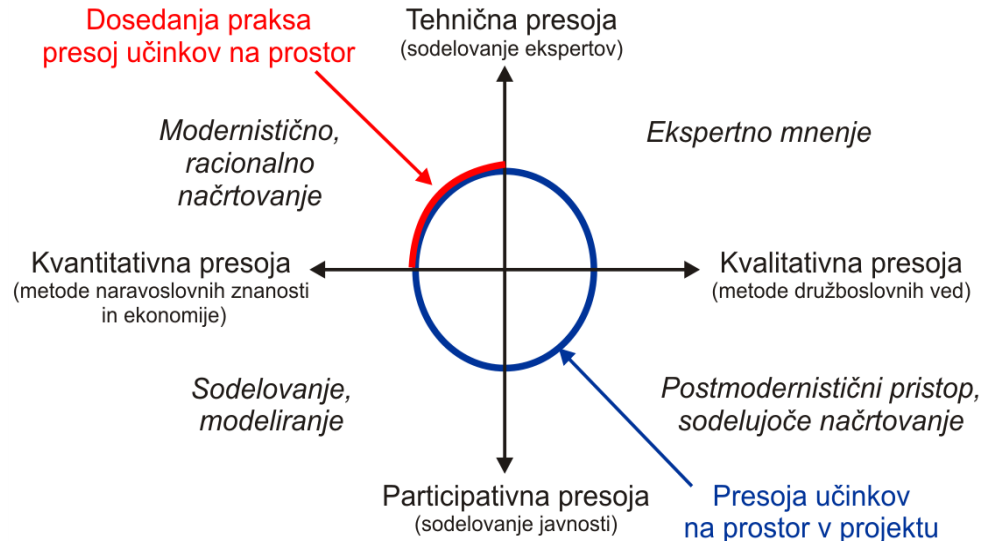 Dosedanja praksa
presoj učinkov na prostor
Tehnična presoja
(sodelovanje ekspertov)
Modernistično,
racionalno
načrtovanje
Ekspertno mnenje
Kvantitativna presoja
(metode naravoslovnih znanosti
in ekonomije)
Kvalitativna presoja
(metode družboslovnih ved)
Sodelovanje,
modeliranje
Postmodernistični pristop,
sodelujoče načrtovanje
Participativna presoja
(sodelovanje javnosti)
Presoja učinkov
na prostor v projektu